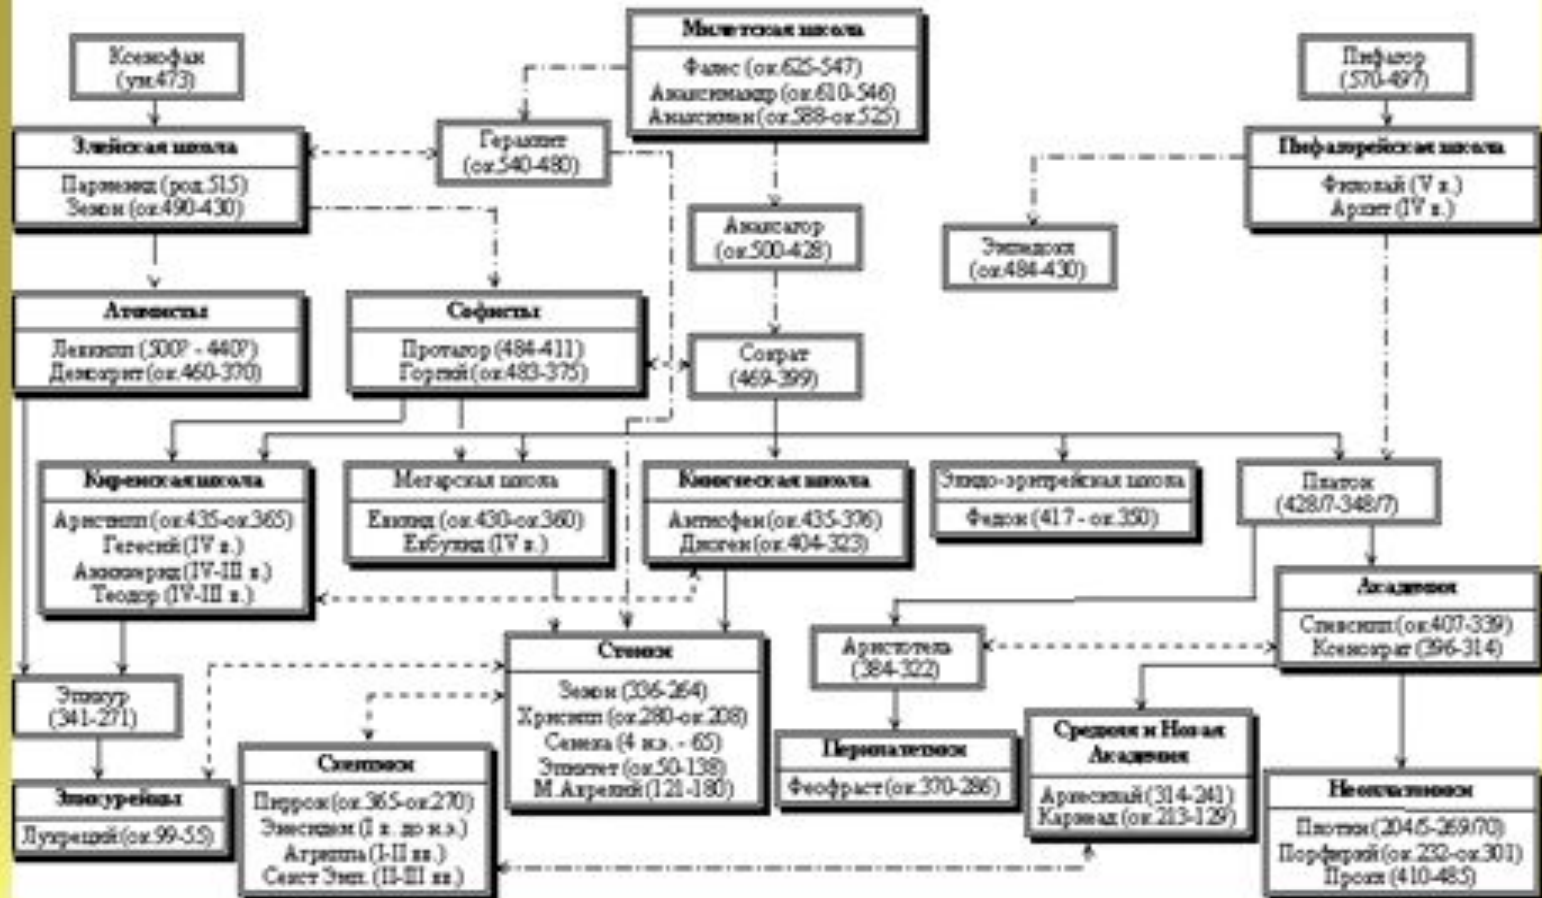 Ксенофан
(ум.473)
Милетская школа
Фалес (ок.625-547)
Анаксимандр (ок.610-546)
Анаксимен (ок.588-ок.525)
Пифагор
(570-497)
Элейская школа
Парменид (род.515)
Зенон (ок.490-430)
Гераклит
(ок.540-480)
Пифагорейская школа
Филолай (V в.)
Архит (IV в.)
Анаксагор
(ок.500-428)
Эмпедокл
(ок.484-430)
Атомисты
Левкипп (500? - 440?)
Демокрит (ок.460-370)
Софисты
Протагор (484-411)
Горгий (ок.483-375)
Сократ
(469-399)
Киренская школа
Аристипп (ок.435-ок.365)
Гегесий (IV в.)
Анникерид (IV-III в.)
Теодор (IV-III в.)
Мегарская школа
Евклид (ок.430-ок.360)
Евбулид (IV в.)
Киническая школа
Антисфен (ок.435-376)
Диоген (ок.404-323)
Элидо-эритрейская школа
Федон (417 - ок.350)
Платон
(428/7-348/7)
Академия
Спевсипп (ок.407-339)
Ксенократ (396-314)
Эпикур
(341-271)
Стоики
Зенон (336-264)
Хрисипп (ок.280-ок.208)
Сенека (4 н.э. - 65)
Эпиктет (ок.50-138)
М.Аврелий (121-180)
Аристотель
(384-322)
Эпикурейцы
Лукреций (ок.99-55)
Скептики
Пиррон (ок.365-ок.270)
Энесидем (I в. до н.э.)
Агриппа (I-II вв.)
Секст Эмп. (II-III вв.)
Перипатетики
Феофраст (ок.370-286)
Средняя и Новая
Академия
Аркесилай (314-241)
Карнеад (ок.213-129)
Неоплатоники
Плотин (204/5-269/70)
Порфирий (ок.232-ок.301)
Прокл (410-485)